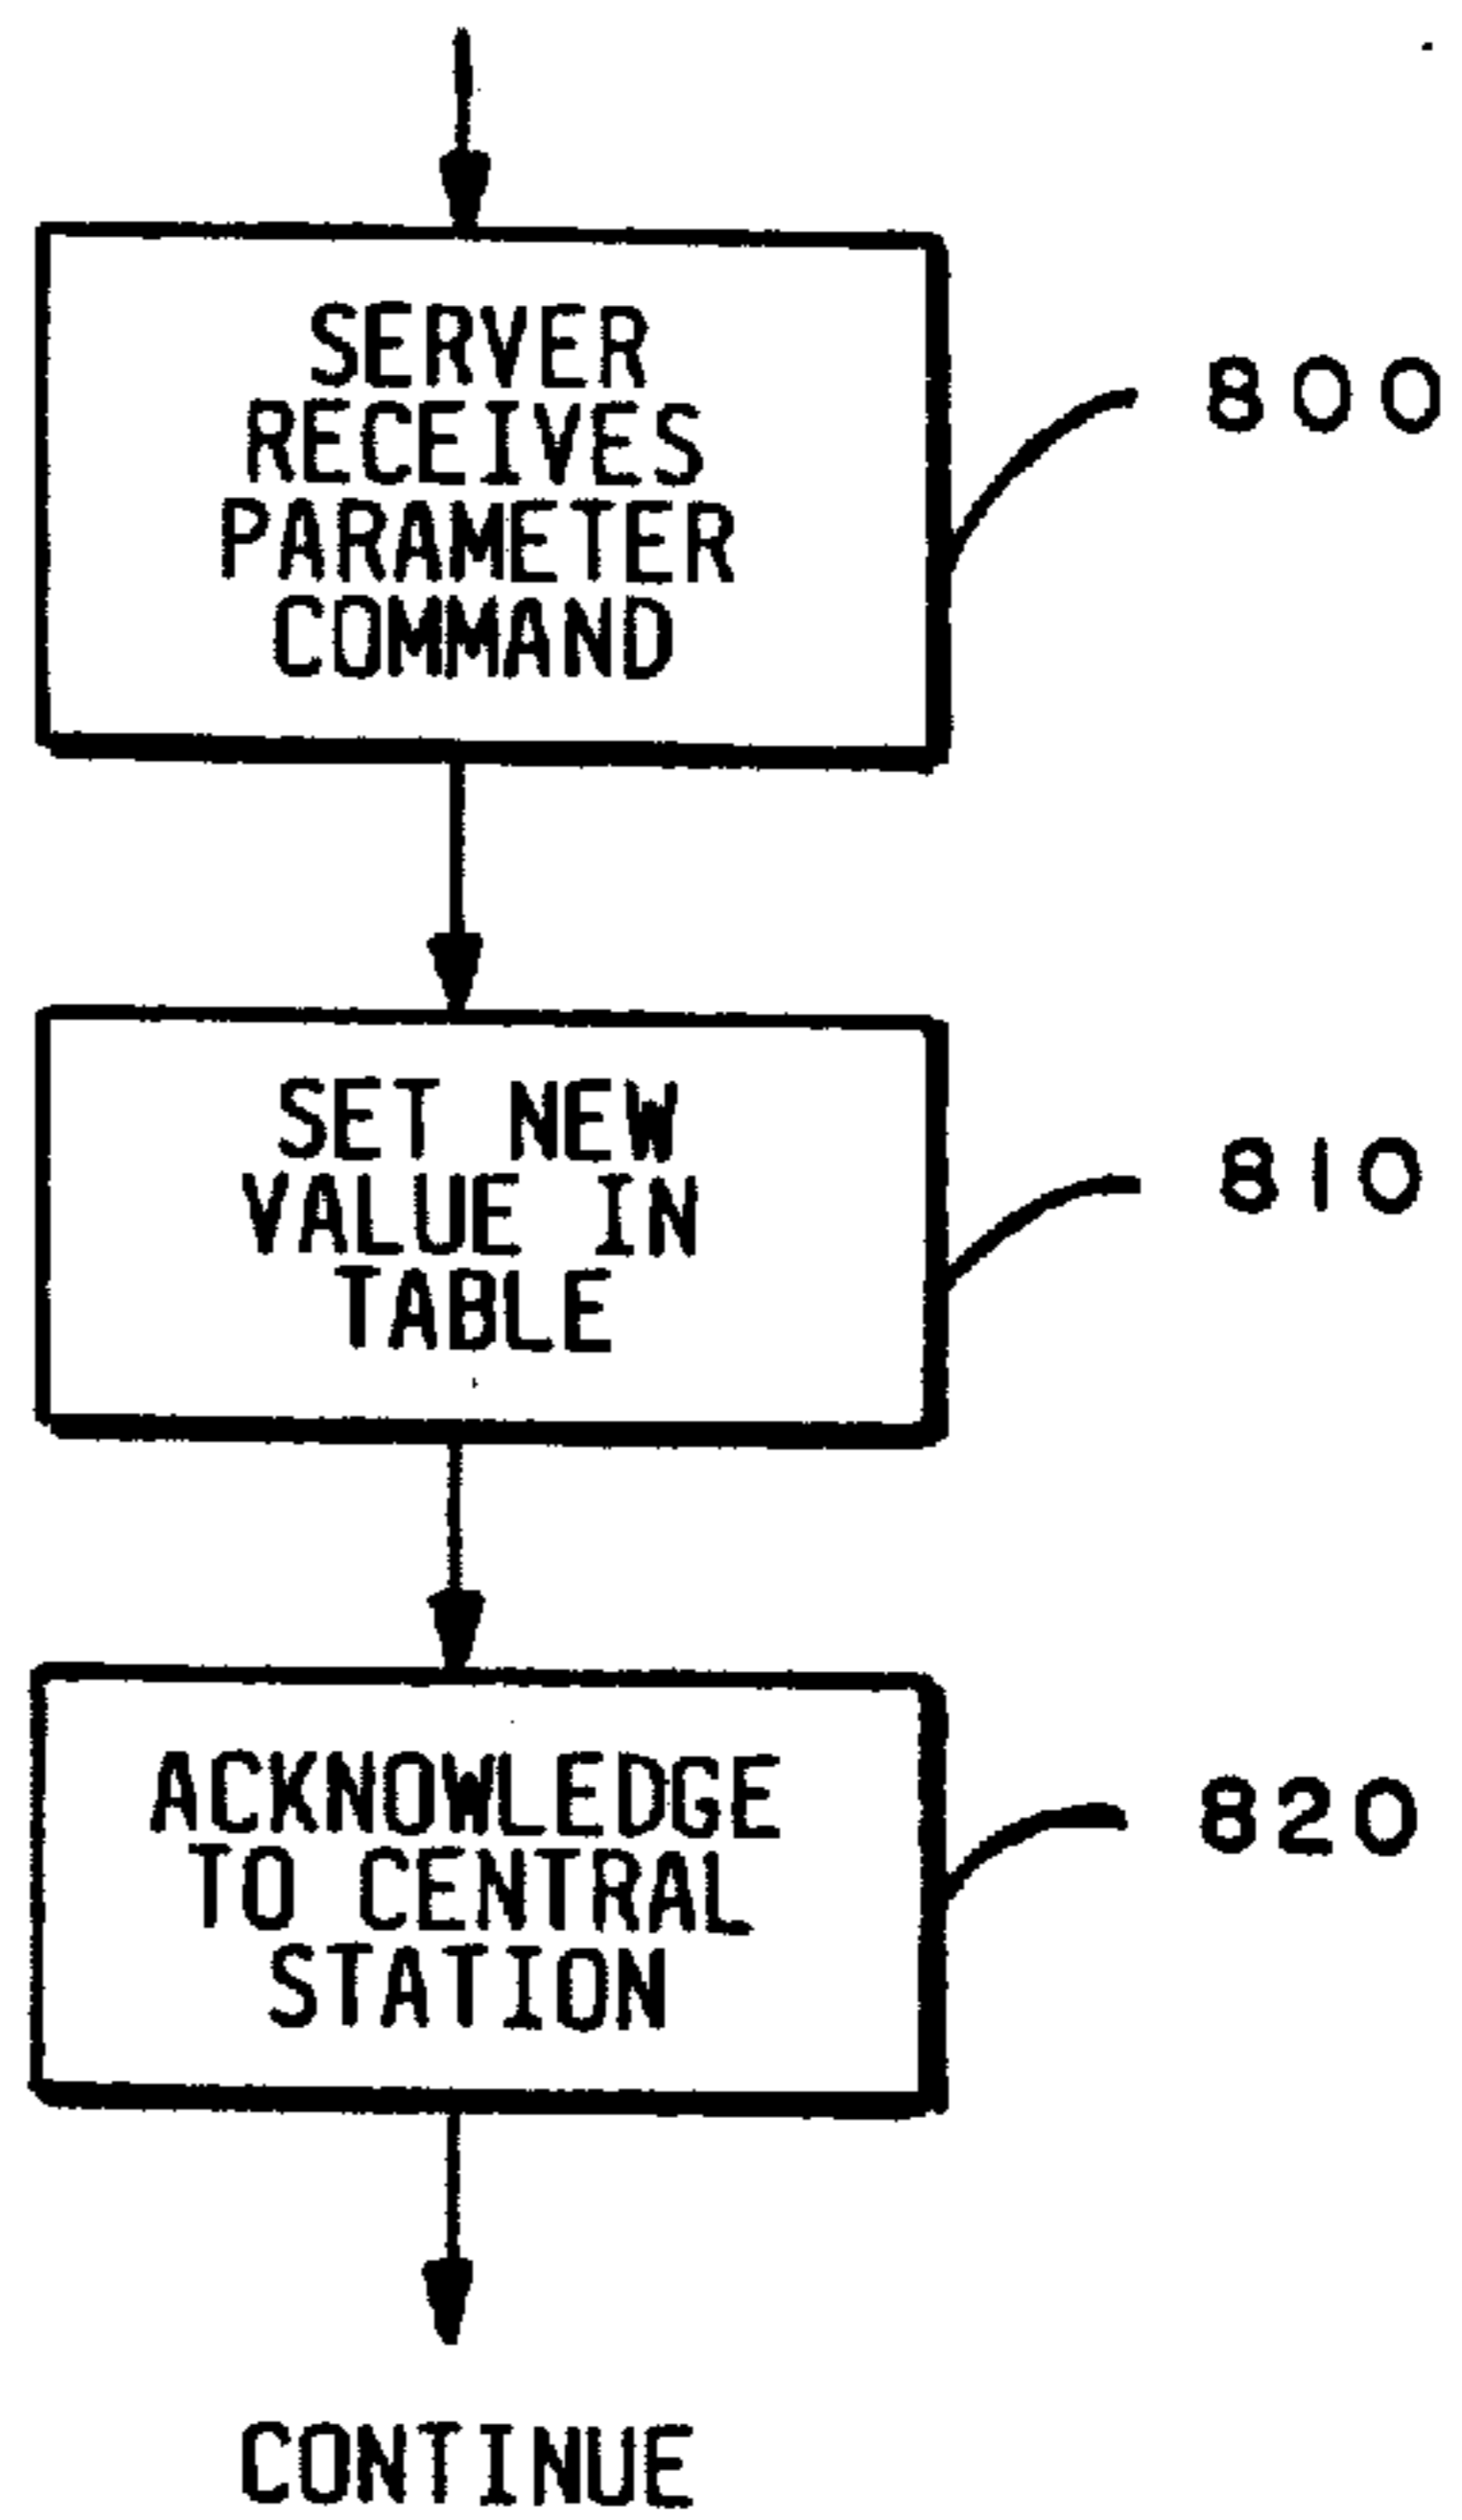 SERVER
RECEIVES
PARAMETER
COMMAND
800
SET NEW
VALUE IN
TABLE
810
ACKNOWLEDGE
TO CENTRAL
STATION
820
CONTINUE